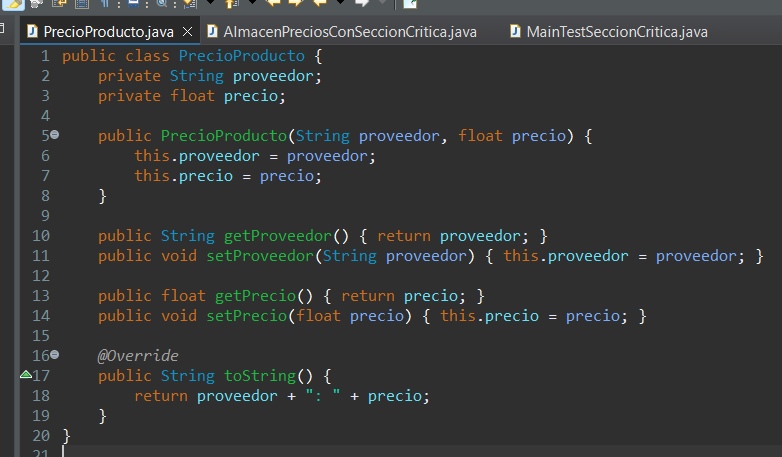 PrecioProducto.java AlmacenPreciosConSeccionCritica.java MainTestSeccionCritica.java
1 public class PrecioProducto {
2     private String proveedor;
3     private float precio;
4
5     public PrecioProducto(String proveedor, float precio) {
6         this.proveedor = proveedor;
7         this.precio = precio;
8     }
9
10     public String getProveedor() { return proveedor; }
11     public void setProveedor(String proveedor) { this.proveedor = proveedor; }
12
13     public float getPrecio() { return precio; }
14     public void setPrecio(float precio) { this.precio = precio; }
15
16     @Override
17     public String toString() {
18         return proveedor + ": " + precio;
19     }
20 }
21